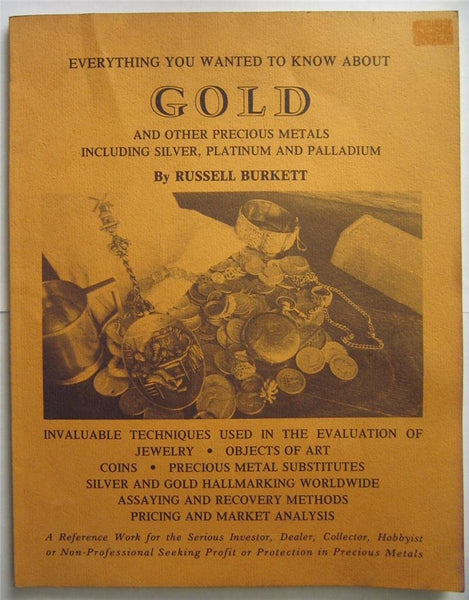 EVERYTHING YOU WANTED TO KNOW ABOUT
GOLD
AND OTHER PRECIOUS METALS
INCLUDING SILVER, PLATINUM AND PALLADIUM
By RUSSELL BURKETT
INVALUABLE TECHNIQUES USED IN THE EVALUATION OF
JEWELRY • OBJECTS OF ART
COINS • PRECIOUS METAL SUBSTITUTES
SILVER AND GOLD HALLMARKING WORLDWIDE
ASSAYING AND RECOVERY METHODS
PRICING AND MARKET ANALYSIS
A Reference Work for the Serious Investor, Dealer, Collector, Hobbyist
or Non-Professional Seeking Profit or Protection in Precious Metals